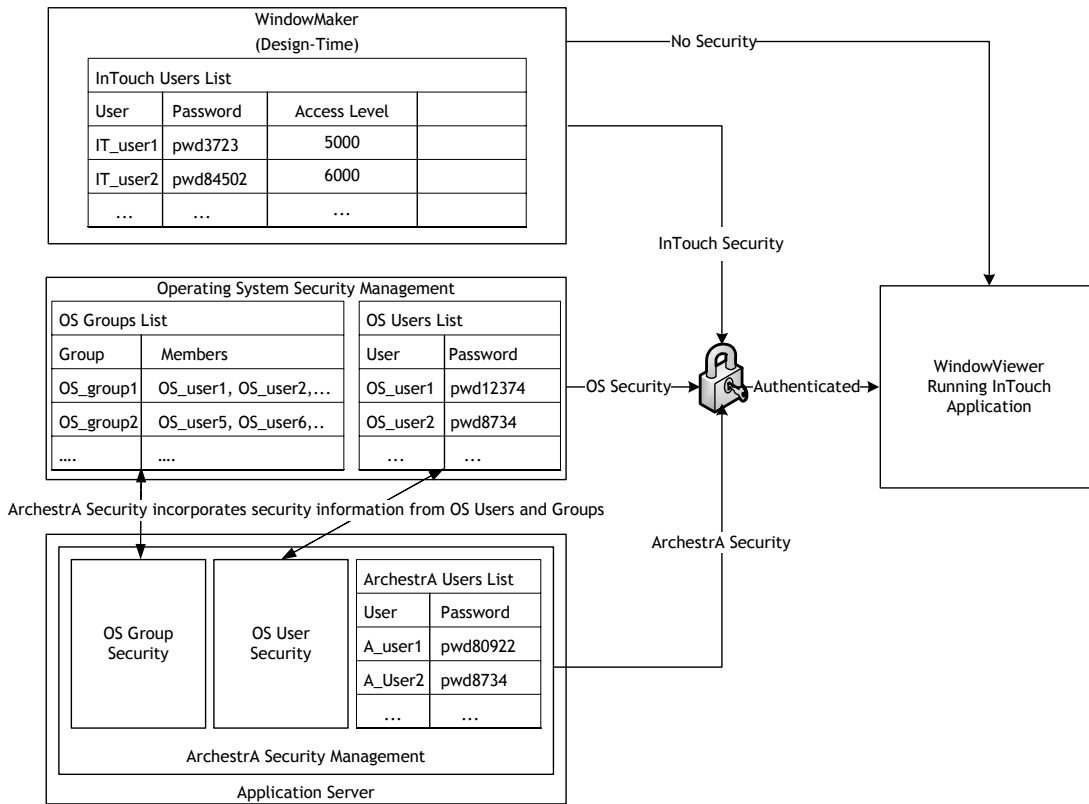 WindowMaker
(Design-Time)
No Security
InTouch Users List
User Password Access Level
IT_user1 pwd3723 5000
IT_user2 pwd84502 6000
... ... ...
InTouch Security
Operating System Security Management
OS Groups List
Group Members
OS_group1 OS_user1, OS_user2,...
OS_group2 OS_user5, OS_user6,..
.... ....
OS Users List
User Password
OS_user1 pwd12374
OS_user2 pwd8734
... ...
OS Security
Authenticated
WindowViewer
Running InTouch
Application
ArchestrA Security incorporates security information from OS Users and Groups
ArchestrA Security
OS Group
Security
OS User
Security
ArchestrA Users List
User Password
A_user1 pwd80922
A_User2 pwd8734
... ...
ArchestrA Security Management
Application Server